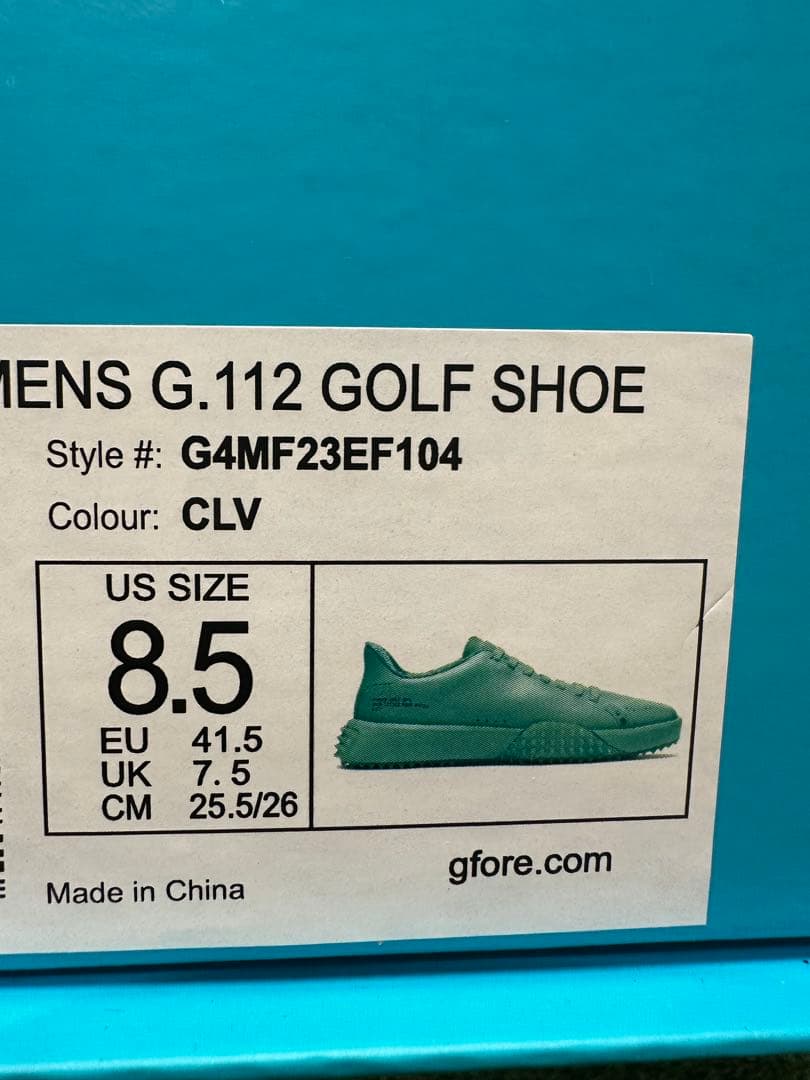 MENS G.112 GOLF SHOE
Style #: G4MF23EF104
Colour: CLV
US SIZE
8.5
EU 41.5
UK 7.5
CM 25.5/26
gfore.com
Made in China